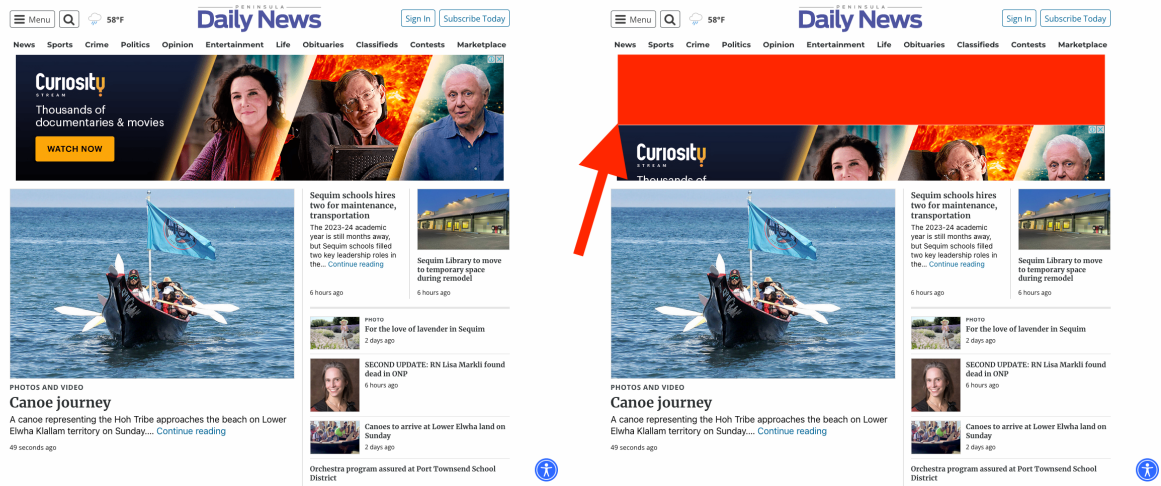 Menu
58°F
PENINSULA
Daily News
Sign In
Subscribe Today
News Sports Crime Politics Opinion Entertainment Life Obituaries Classifieds Contests Marketplace
CuriosityStream
Thousands of
documentaries & movies
WATCH NOW
Sequim schools hires
two for maintenance,
transportation
The 2023-24 academic
year is still months away,
but Sequim schools filled
two key leadership roles in
the... Continue reading
6 hours ago
Sequim Library to move
to temporary space
during remodel
6 hours ago
PHOTO
For the love of lavender in Sequim
2 days ago
SECOND UPDATE: RN Lisa Markli found
dead in ONP
6 hours ago
Canoes to arrive at Lower Elwha land on
Sunday
2 days ago
Orchestra program assured at Port Townsend School
District
PHOTOS AND VIDEO
Canoe journey
A canoe representing the Hoh Tribe approaches the beach on Lower
Elwha Klallam territory on Sunday.... Continue reading
49 seconds ago
Menu
58°F
PENINSULA
Daily News
Sign In
Subscribe Today
News Sports Crime Politics Opinion Entertainment Life Obituaries Classifieds Contests Marketplace
Curiosity
STREAM
Thousands of
Sequim schools hires
two for maintenance,
transportation
The 2023-24 academic
year is still months away,
but Sequim schools filled
two key leadership roles in
the... Continue reading
6 hours ago
Sequim Library to move
to temporary space
during remodel
6 hours ago
PHOTO
For the love of lavender in Sequim
2 days ago
SECOND UPDATE: RN Lisa Markli found
dead in ONP
6 hours ago
Canoes to arrive at Lower Elwha land on
Sunday
2 days ago
Orchestra program assured at Port Townsend School
District
PHOTOS AND VIDEO
Canoe journey
A canoe representing the Hoh Tribe approaches the beach on Lower
Elwha Klallam territory on Sunday.... Continue reading
49 seconds ago